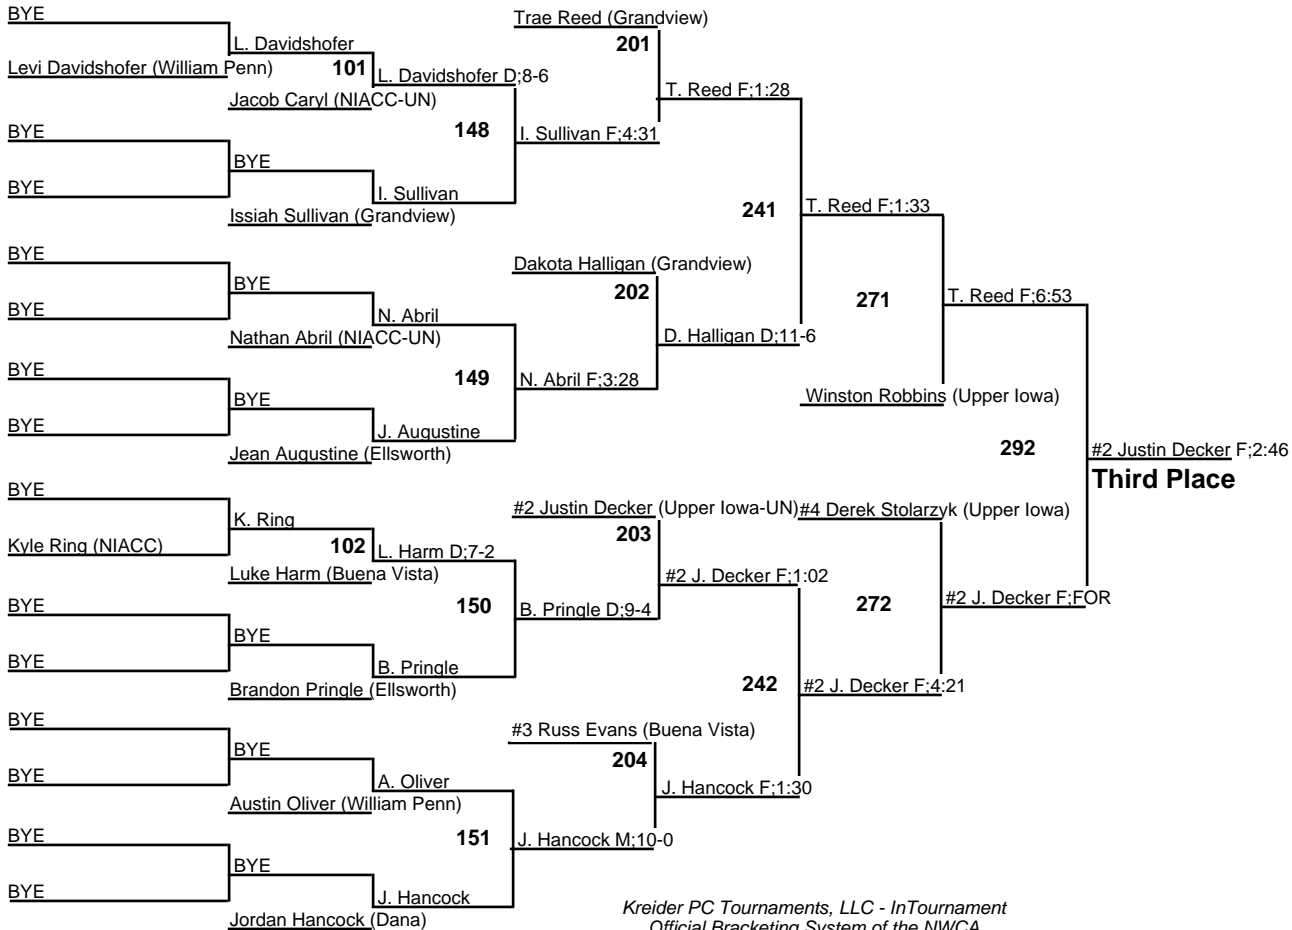 BYE
Trae Reed (Grandview)
201
L. Davidshofer
Levi Davidshofer (William Penn)
101
L. Davidshofer D;8-6
T. Reed F;1:28
Jacob Caryl (NIACC-UN)
BYE
148
I. Sullivan F;4:31
BYE
BYE
I. Sullivan
Issiah Sullivan (Grandview)
241
T. Reed F;1:33
BYE
Dakota Halligan (Grandview)
202
BYE
BYE
N. Abril
271
T. Reed F;6:53
Nathan Abril (NIACC-UN)
D. Halligan D;11-6
BYE
149
N. Abril F;3:28
BYE
Winston Robbins (Upper Iowa)
BYE
J. Augustine
Jean Augustine (Ellsworth)
292
#2 Justin Decker F;2:46
Third Place
BYE
#2 Justin Decker (Upper Iowa-UN)
#4 Derek Stolarzyk (Upper Iowa)
K. Ring
203
Kyle Ring (NIACC)
102
L. Harm D;7-2
Luke Harm (Buena Vista)
#2 J. Decker F;1:02
BYE
150
B. Pringle D;9-4
272
#2 J. Decker F;FOR
BYE
BYE
B. Pringle
Brandon Pringle (Ellsworth)
242
#2 J. Decker F;4:21
BYE
#3 Russ Evans (Buena Vista)
BYE
204
BYE
A. Oliver
J. Hancock F;1:30
Austin Oliver (William Penn)
BYE
151
J. Hancock M;10-0
BYE
BYE
J. Hancock
Jordan Hancock (Dana)
Kreider PC Tournaments, LLC - InTournament
Official Bracketing System of the NWCA